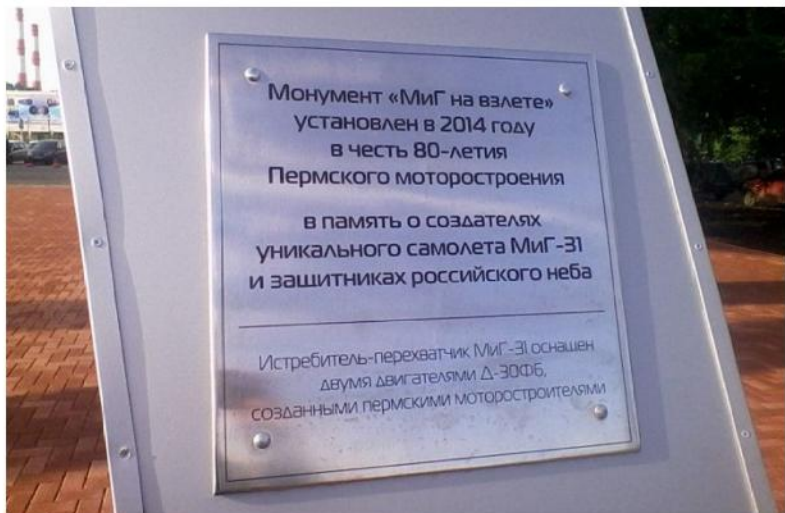 Монумент «МиГ на взлете»
установлен в 2014 году
в честь 80-летия
Пермского моторостроения
в память о создателях
уникального самолета МиГ-31
и защитниках российского неба
Истребитель-перехватчик МиГ-31 оснащен
двумя двигателями Д-30ФБ,
созданными пермскими моторостроителями